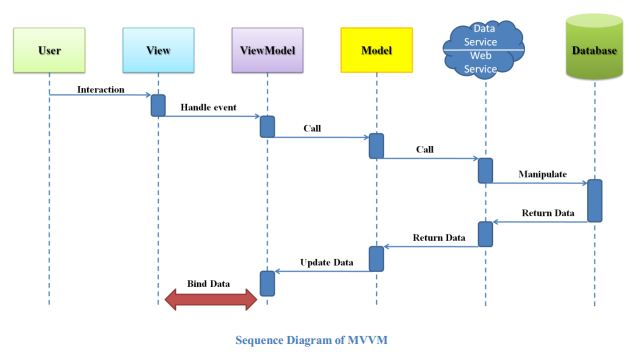 User
View
ViewModel
Model
Data
Service
Web
Service
Database
Interaction
Handle event
Call
Call
Manipulate
Return Data
Return Data
Update Data
Bind Data
Sequence Diagram of MVVM